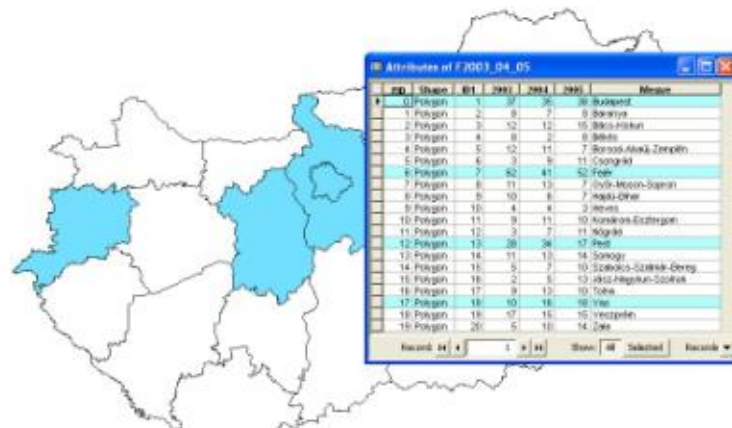 Attributes of F2003_04_05
FID Shape ID1 2003 2004 2005 Megye
0 Polygon 1 37 35 38 Budapest
1 Polygon 2 8 7 8 Baranya
2 Polygon 3 12 12 15 Bács-Kiskun
3 Polygon 4 8 2 8 Békés
4 Polygon 5 12 11 7 Borsod-Abaúj-Zemplén
5 Polygon 6 3 9 11 Csongrád
6 Polygon 7 62 41 52 Fejér
7 Polygon 8 11 13 7 Győr-Moson-Sopron
8 Polygon 9 10 8 7 Hajdú-Bihar
9 Polygon 10 4 4 3 Heves
10 Polygon 11 9 11 10 Komárom-Esztergom
11 Polygon 12 3 7 11 Nógrád
12 Polygon 13 28 34 17 Pest
13 Polygon 14 11 13 14 Somogy
14 Polygon 15 5 7 10 Szabolcs-Szatmár-Bereg
15 Polygon 16 2 5 13 Jász-Nagykun-Szolnok
16 Polygon 17 9 13 10 Tolna
17 Polygon 18 10 18 18 Vas
18 Polygon 19 17 15 15 Veszprém
19 Polygon 20 5 10 14 Zala
Record: 1 Show: All Selected Records